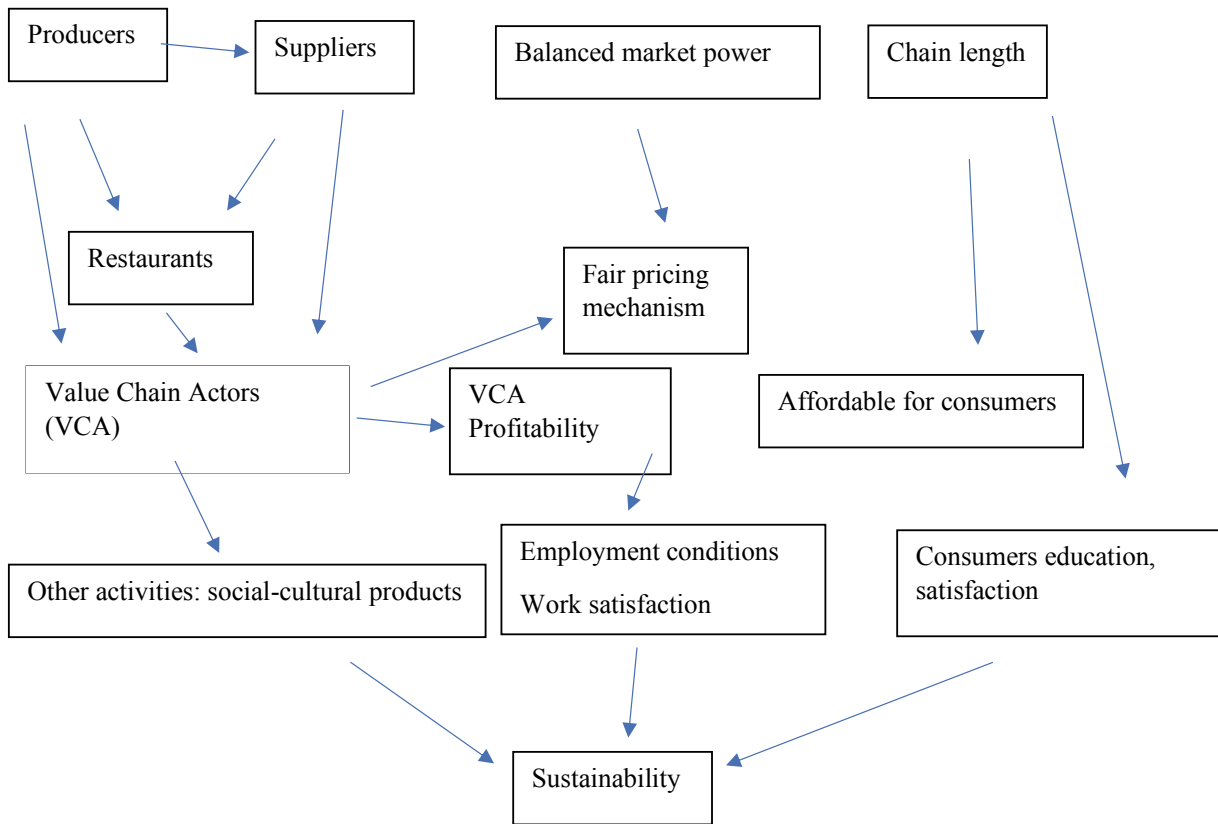 Producers
Suppliers
Balanced market power
Chain length
Restaurants
Fair pricing
mechanism
Value Chain Actors
(VCA)
VCA
Profitability
Affordable for consumers
Other activities: social-cultural products
Employment conditions
Work satisfaction
Consumers education,
satisfaction
Sustainability